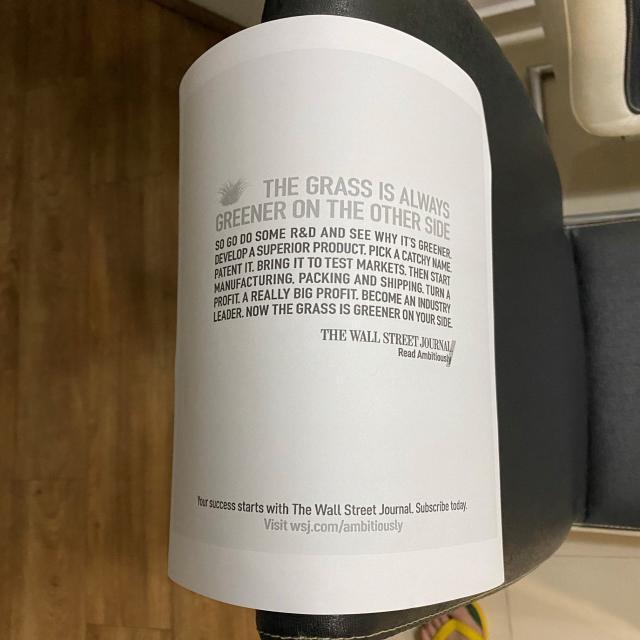 THE GRASS IS ALWAYS
GREENER ON THE OTHER SIDE
SO GO DO SOME R&D AND SEE WHY IT'S GREENER.
DEVELOP A SUPERIOR PRODUCT. PICK A CATCHY NAME.
PATENT IT. BRING IT TO TEST MARKETS. THEN START
MANUFACTURING, PACKING AND SHIPPING. TURN A
PROFIT. A REALLY BIG PROFIT. BECOME AN INDUSTRY
LEADER. NOW THE GRASS IS GREENER ON YOUR SIDE.
THE WALL STREET JOURNAL
Read Ambitiously
Your success starts with The Wall Street Journal. Subscribe today.
Visit wsj.com/ambitiously